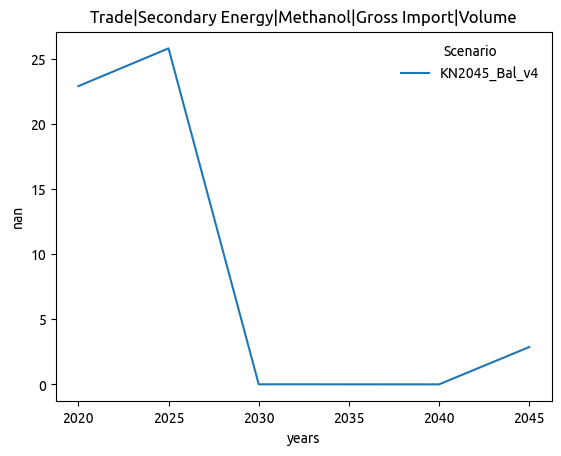 Trade|Secondary Energy|Methanol|Gross Import|Volume
Scenario
KN2045_Bal_v4
25
20
15
10
5
0
nan
2020 2025 2030 2035 2040 2045
years